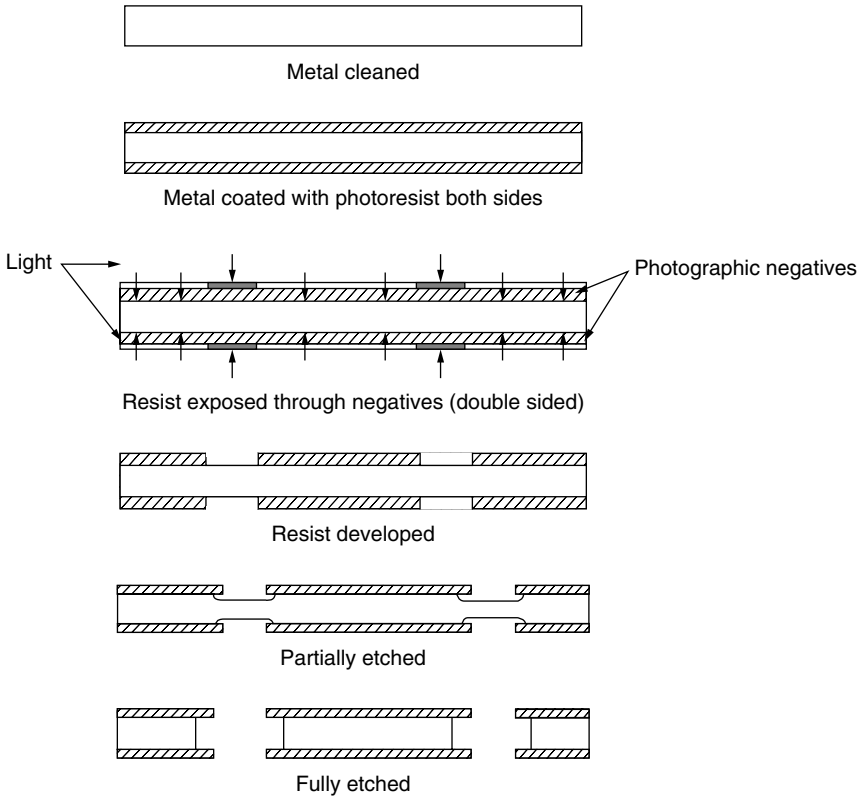 Metal cleaned
Metal coated with photoresist both sides
Light
Photographic negatives
Resist exposed through negatives (double sided)
Resist developed
Partially etched
Fully etched